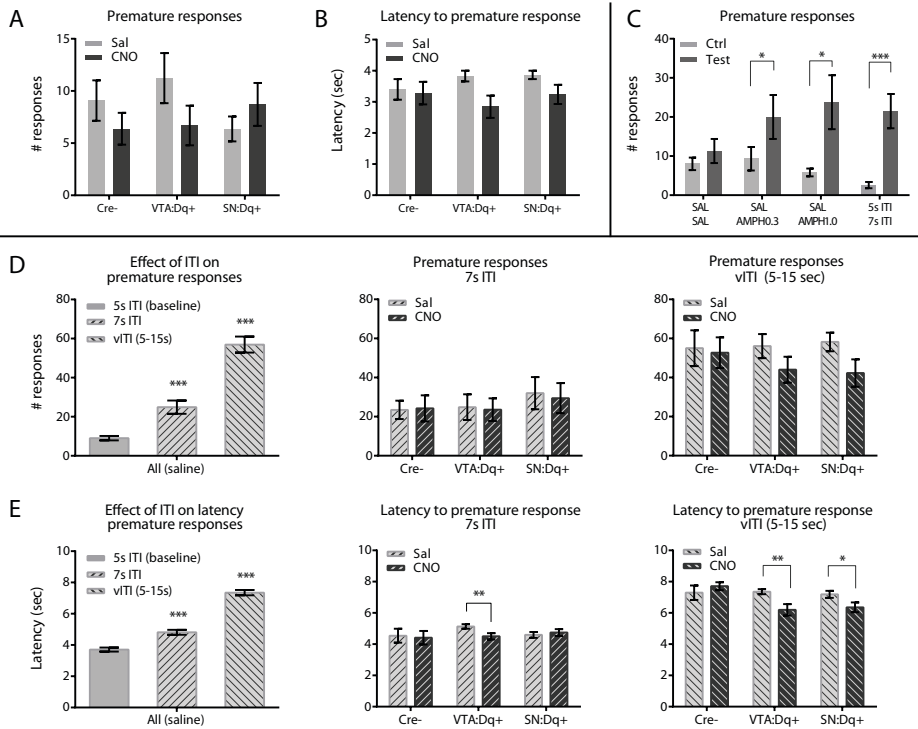 A
Premature responses
15
10
5
0
# responses
Sal
CNO
Cre-
VTA:Dq+
SN:Dq+
B
Latency to premature response
5
4
3
2
1
0
Latency (sec)
Sal
CNO
Cre-
VTA:Dq+
SN:Dq+
C
Premature responses
40
30
20
10
0
# responses
Ctrl
Test
*
*
***
SAL
SAL
SAL
AMPH0.3
SAL
AMPH1.0
5s ITI
7s ITI
D
Effect of ITI on
premature responses
80
60
40
20
0
# responses
5s ITI (baseline)
7s ITI
vITI (5-15s)
***
***
All (saline)
Premature responses
7s ITI
80
60
40
20
0
Sal
CNO
Cre-
VTA:Dq+
SN:Dq+
Premature responses
vITI (5-15 sec)
80
60
40
20
0
Sal
CNO
Cre-
VTA:Dq+
SN:Dq+
E
Effect of ITI on latency
premature responses
10
8
6
4
2
0
Latency (sec)
5s ITI (baseline)
7s ITI
vITI (5-15s)
***
***
All (saline)
Latency to premature response
7s ITI
10
8
6
4
2
0
Sal
CNO
**
Cre-
VTA:Dq+
SN:Dq+
Latency to premature response
vITI (5-15 sec)
10
8
6
4
2
0
Sal
CNO
**
*
Cre-
VTA:Dq+
SN:Dq+